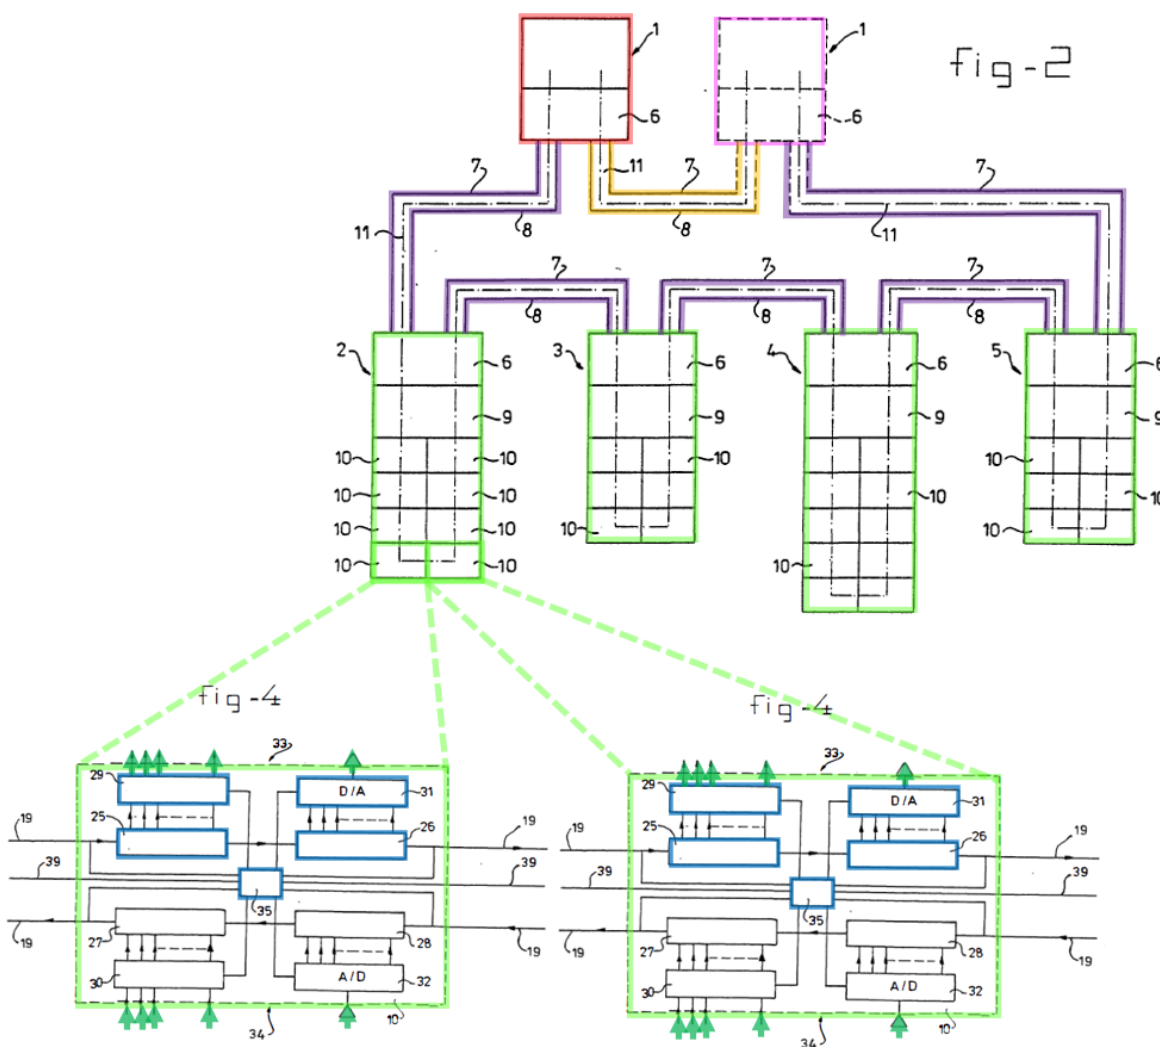 1 1 fig-2
6 6
11
7 7 7
8 8 11
11
7 7 7
8 8 8
2 6 3 6 4 6 5 6
9 9 9 9
10 10 10 10 10
10 10 10 10
10 10 10 10
10 10 10
fig-4 fig-4
33 33
29 D/A 31 29 D/A 31
19 25 26 19 19 25 26 19
39 39 39 39
35 35
19 27 28 19 19 27 28 19
30 A/D 32 30 A/D 32
34 10 34 10